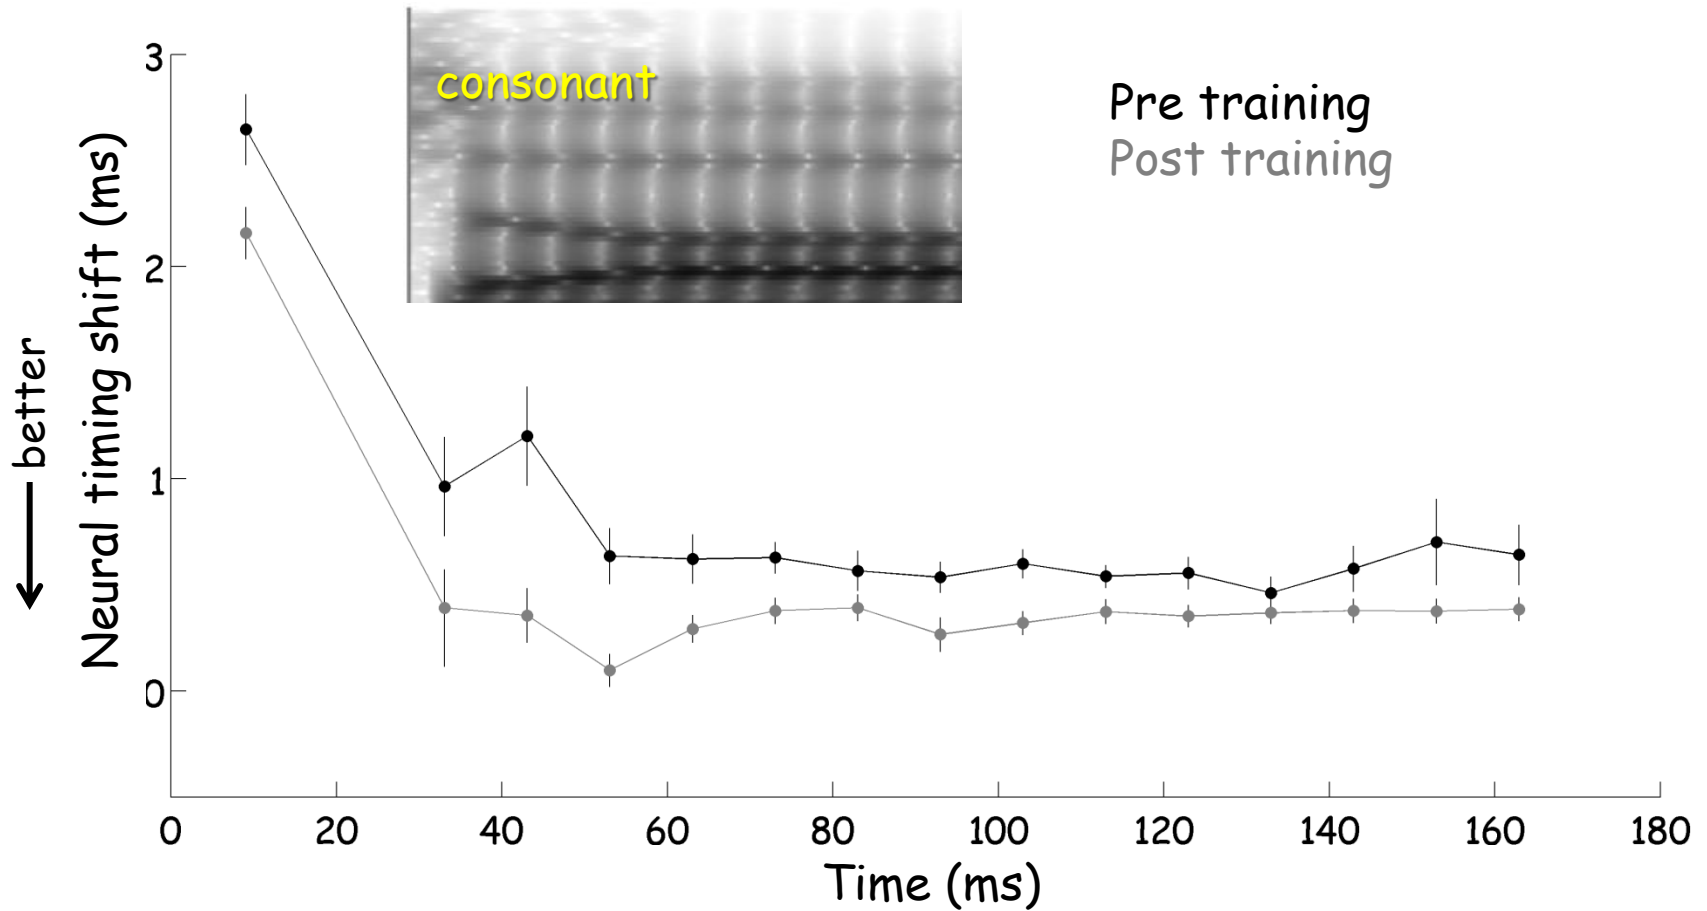 consonant
Pre training
Post training
better
Neural timing shift (ms)
3
2
1
0
0 20 40 60 80 100 120 140 160 180
Time (ms)